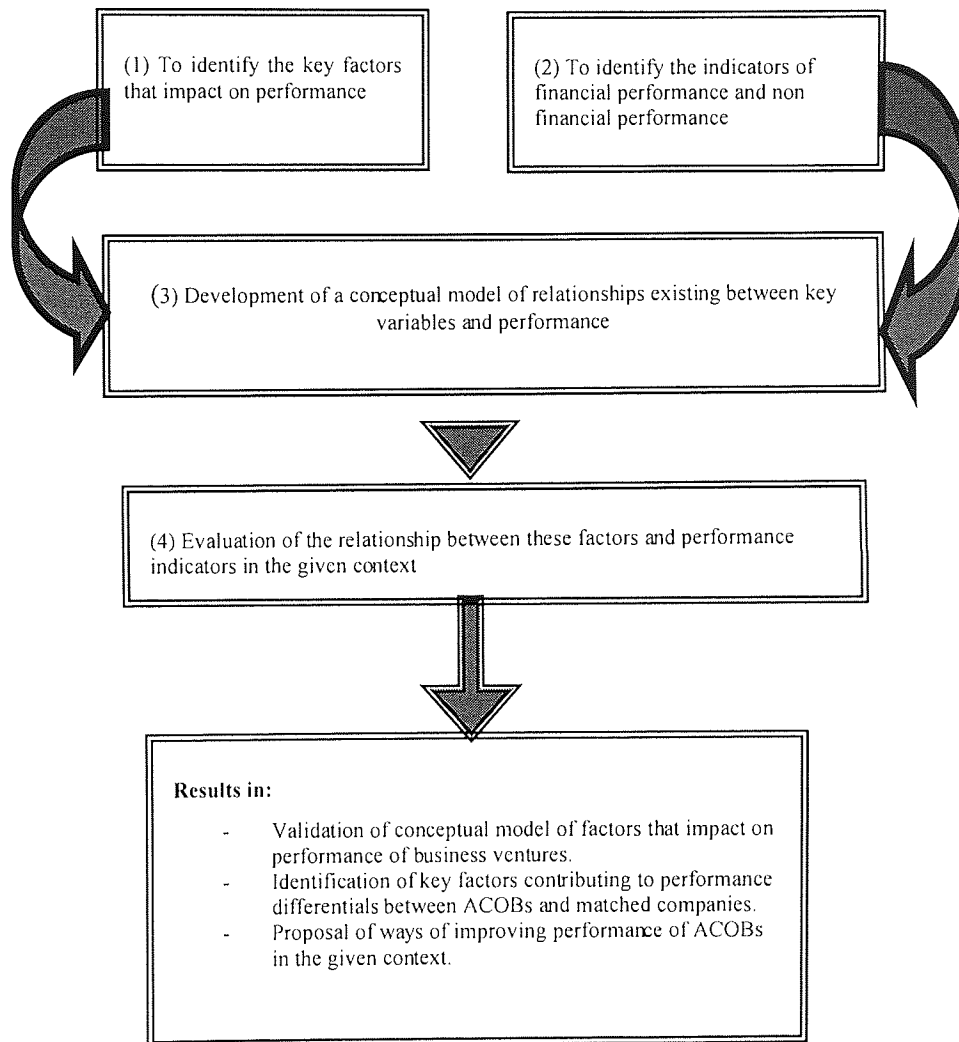 (1) To identify the key factors
that impact on performance
(2) To identify the indicators of
financial performance and non
financial performance
(3) Development of a conceptual model of relationships existing between key
variables and performance
(4) Evaluation of the relationship between these factors and performance
indicators in the given context
Results in:
- Validation of conceptual model of factors that impact on
performance of business ventures.
- Identification of key factors contributing to performance
differentials between ACOBs and matched companies.
- Proposal of ways of improving performance of ACOBs
in the given context.